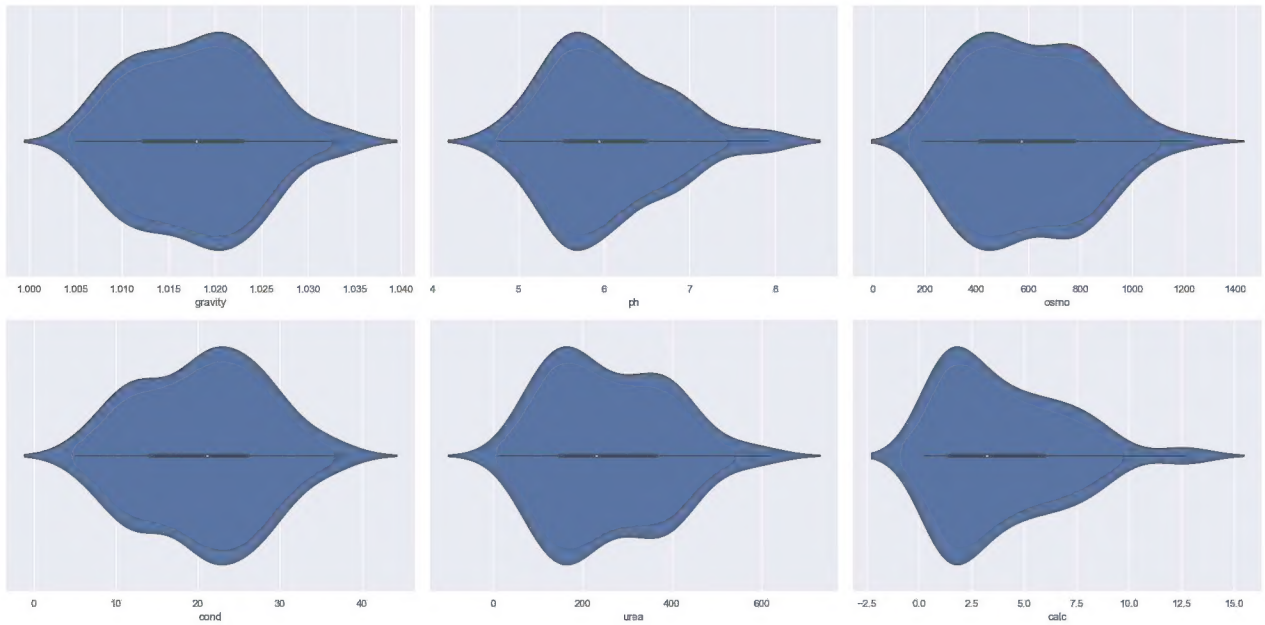 1.000 1.005 1.010 1.015 1.020 1.025 1.030 1.035 1.040
gravity
4 5 6 7 8
ph
0 200 400 600 800 1000 1200 1400
osmo
0 10 20 30 40
cond
0 200 400 600
urea
−2.5 0.0 2.5 5.0 7.5 10.0 12.5 15.0
calc